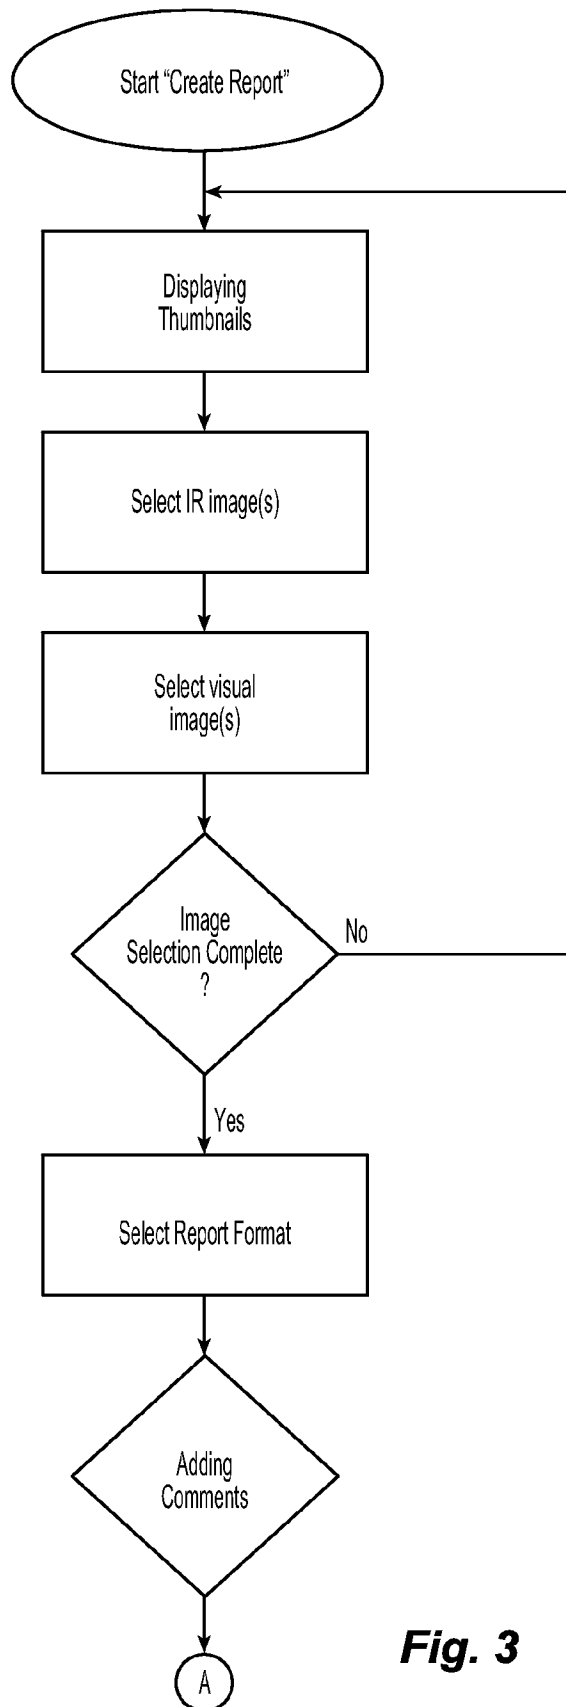 Start “Create Report”
Displaying
Thumbnails
Select IR image(s)
Select visual
image(s)
Image
Selection Complete
?
No
Yes
Select Report Format
Adding
Comments
A
Fig. 3